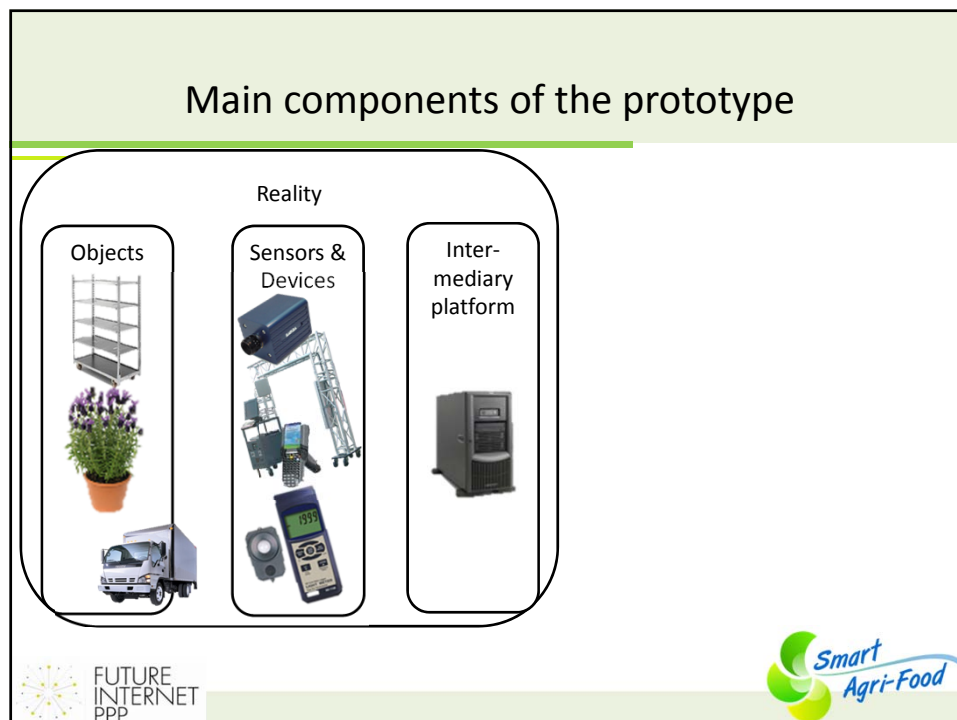 Main components of the prototype
Reality
Objects
Sensors &
Devices
Inter-
mediary
platform
1999
FUTURE
INTERNET
PPP
Smart
Agri-Food